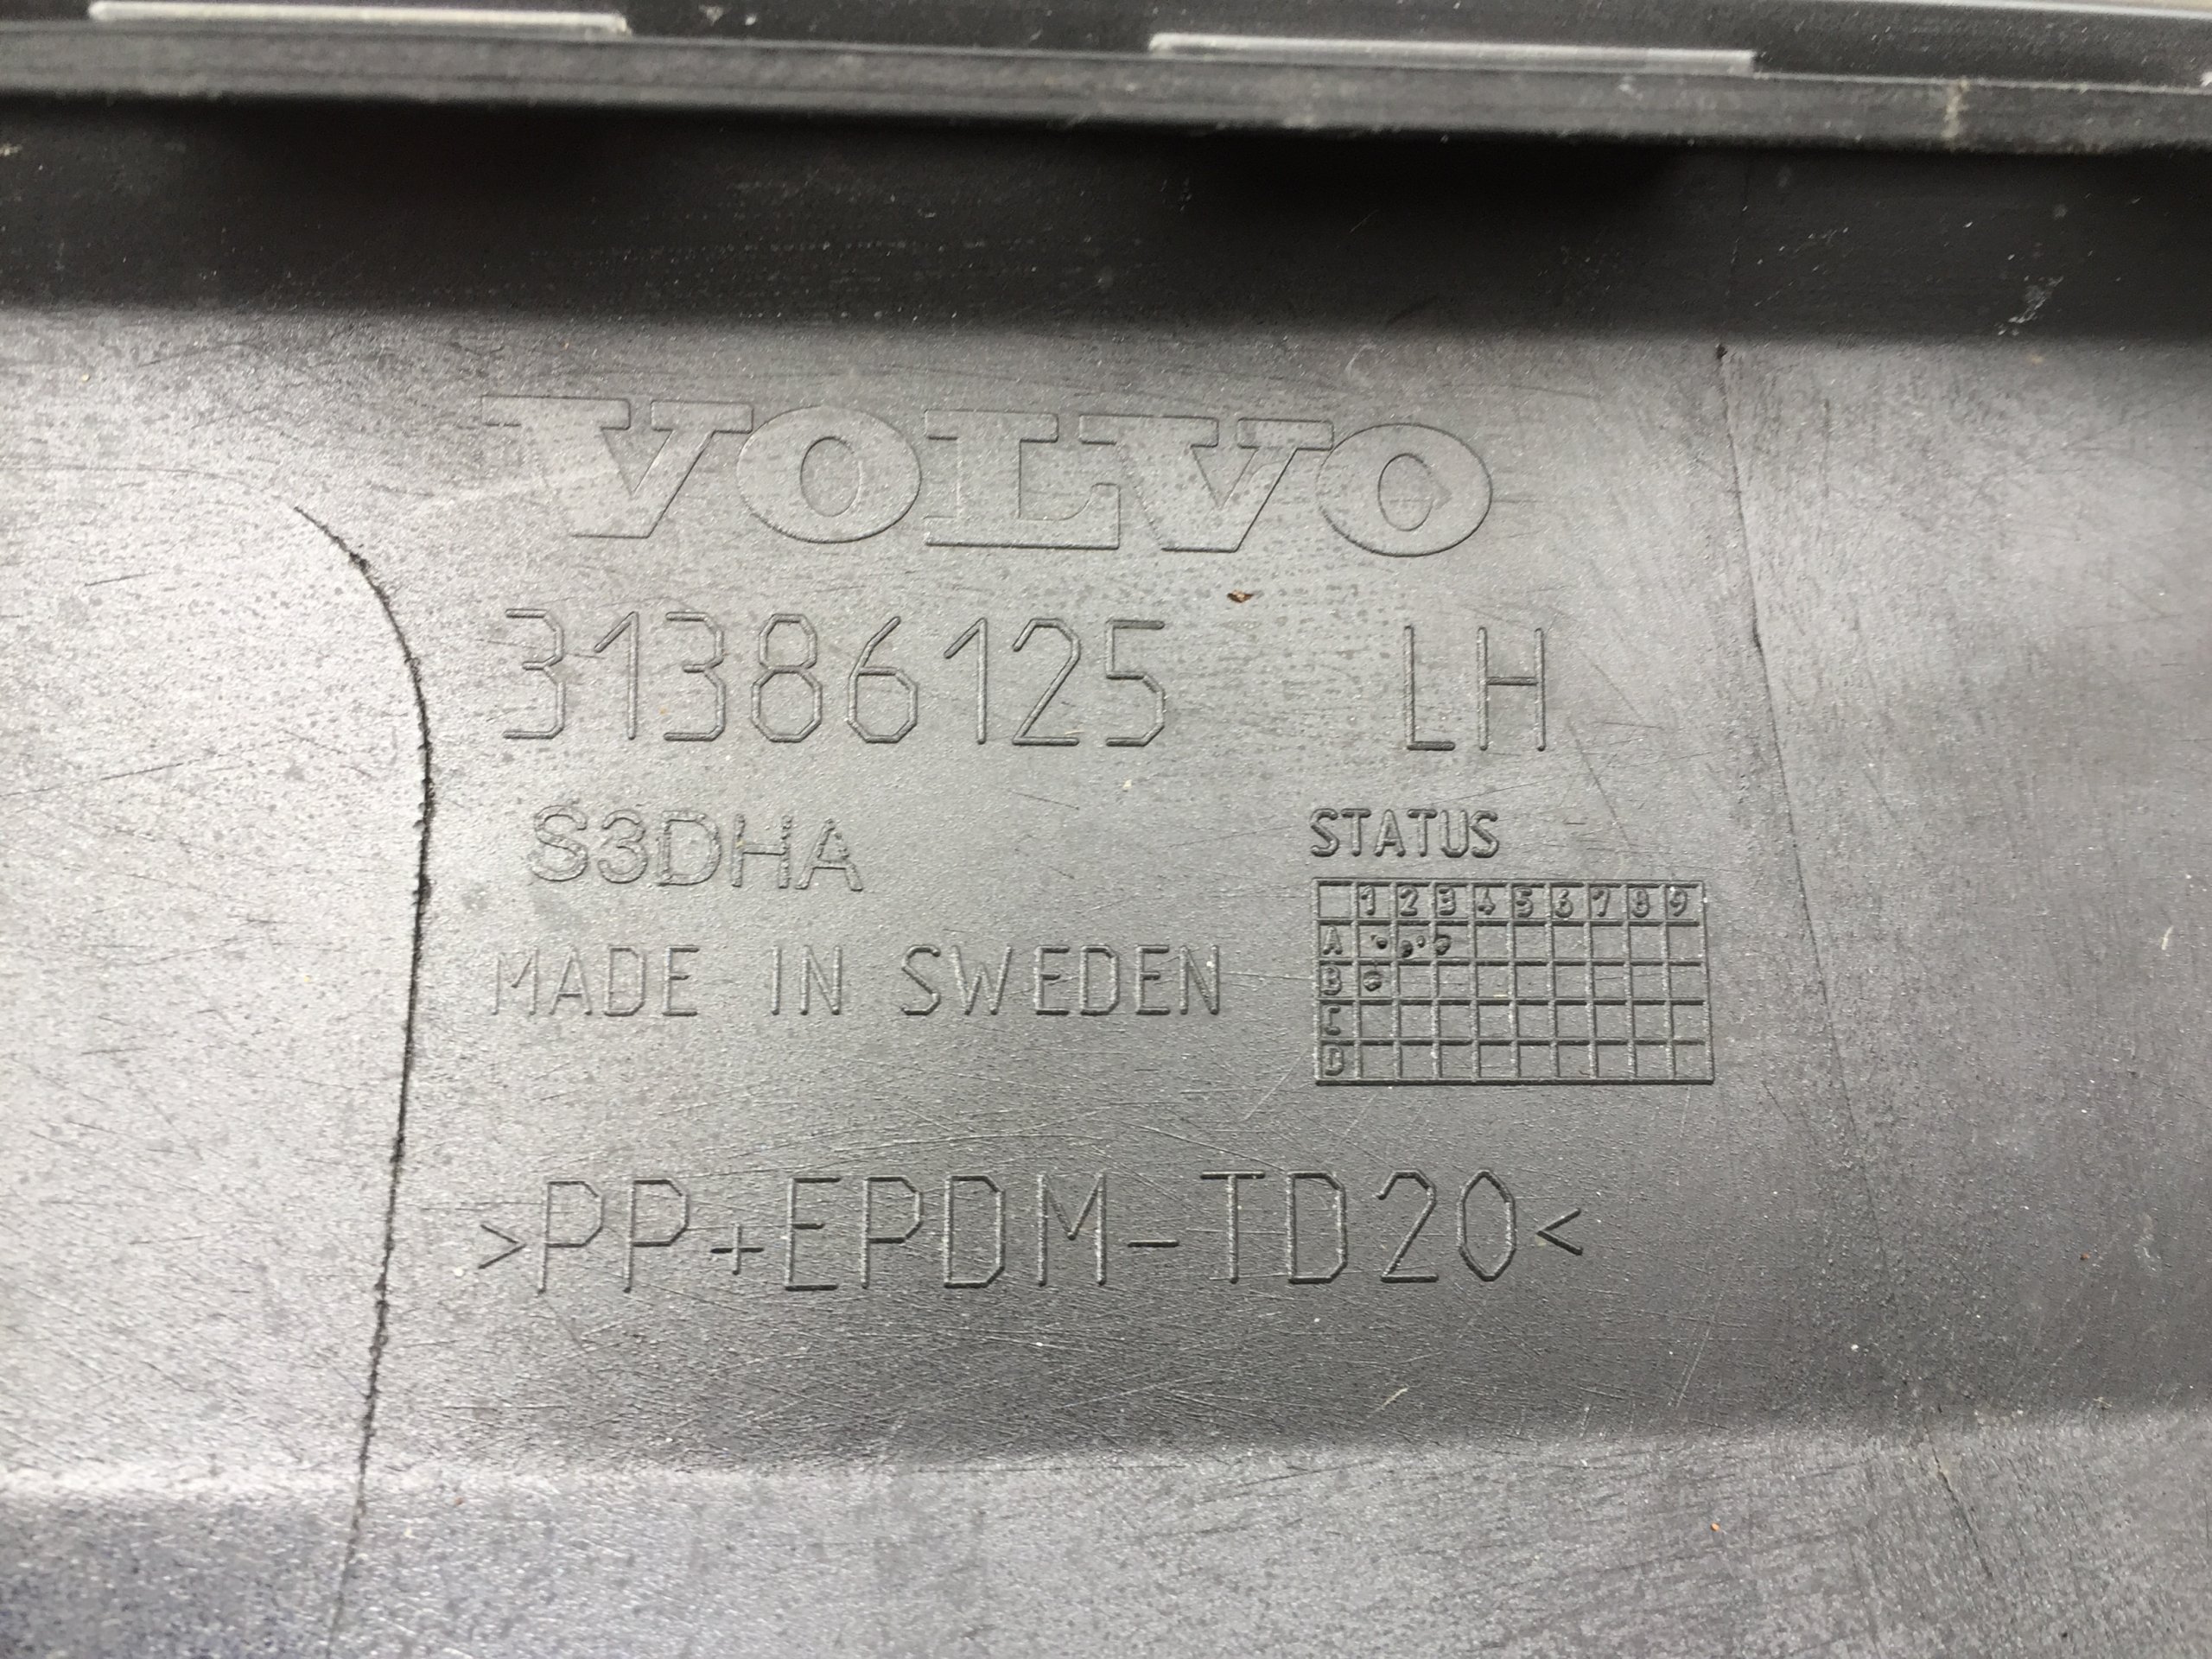 VOLVO
31386125 LH
S3DHA
STATUS
1 2 3 4 5 6 7 8 9
A
B
C
D
MADE IN SWEDEN
>PP+EPDM-TD20<